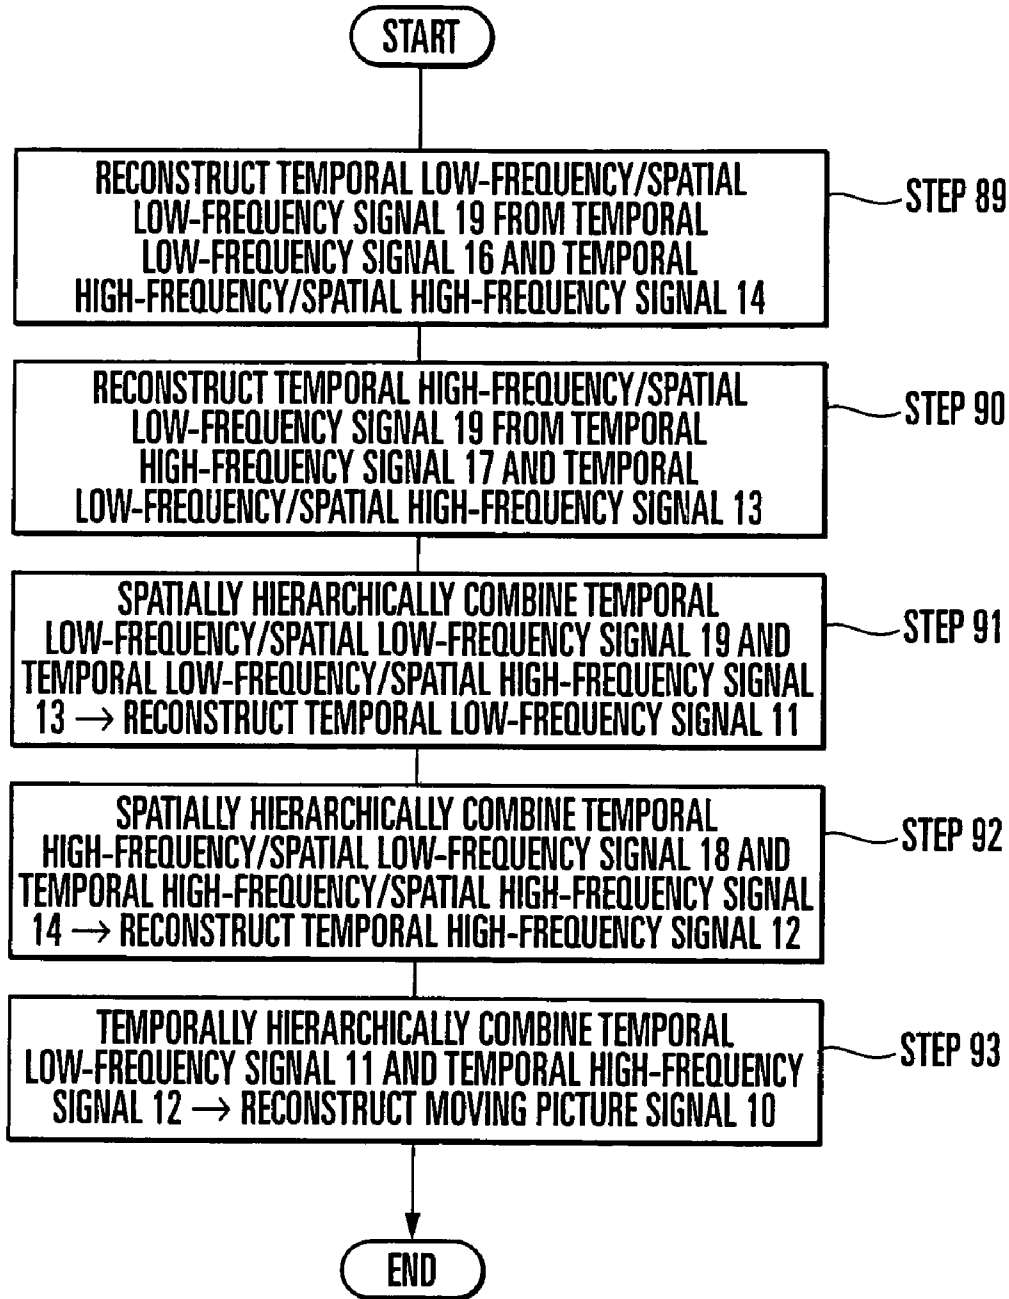 START
RECONSTRUCT TEMPORAL LOW-FREQUENCY/SPATIAL
LOW-FREQUENCY SIGNAL 19 FROM TEMPORAL
LOW-FREQUENCY SIGNAL 16 AND TEMPORAL
HIGH-FREQUENCY/SPATIAL HIGH-FREQUENCY SIGNAL 14
STEP 89
RECONSTRUCT TEMPORAL HIGH-FREQUENCY/SPATIAL
LOW-FREQUENCY SIGNAL 19 FROM TEMPORAL
HIGH-FREQUENCY SIGNAL 17 AND TEMPORAL
LOW-FREQUENCY/SPATIAL HIGH-FREQUENCY SIGNAL 13
STEP 90
SPATIALLY HIERARCHICALLY COMBINE TEMPORAL
LOW-FREQUENCY/SPATIAL LOW-FREQUENCY SIGNAL 19 AND
TEMPORAL LOW-FREQUENCY/SPATIAL HIGH-FREQUENCY SIGNAL
13 → RECONSTRUCT TEMPORAL LOW-FREQUENCY SIGNAL 11
STEP 91
SPATIALLY HIERARCHICALLY COMBINE TEMPORAL
HIGH-FREQUENCY/SPATIAL LOW-FREQUENCY SIGNAL 18 AND
TEMPORAL HIGH-FREQUENCY/SPATIAL HIGH-FREQUENCY SIGNAL
14 → RECONSTRUCT TEMPORAL HIGH-FREQUENCY SIGNAL 12
STEP 92
TEMPORALLY HIERARCHICALLY COMBINE TEMPORAL
LOW-FREQUENCY SIGNAL 11 AND TEMPORAL HIGH-FREQUENCY
SIGNAL 12 → RECONSTRUCT MOVING PICTURE SIGNAL 10
STEP 93
END